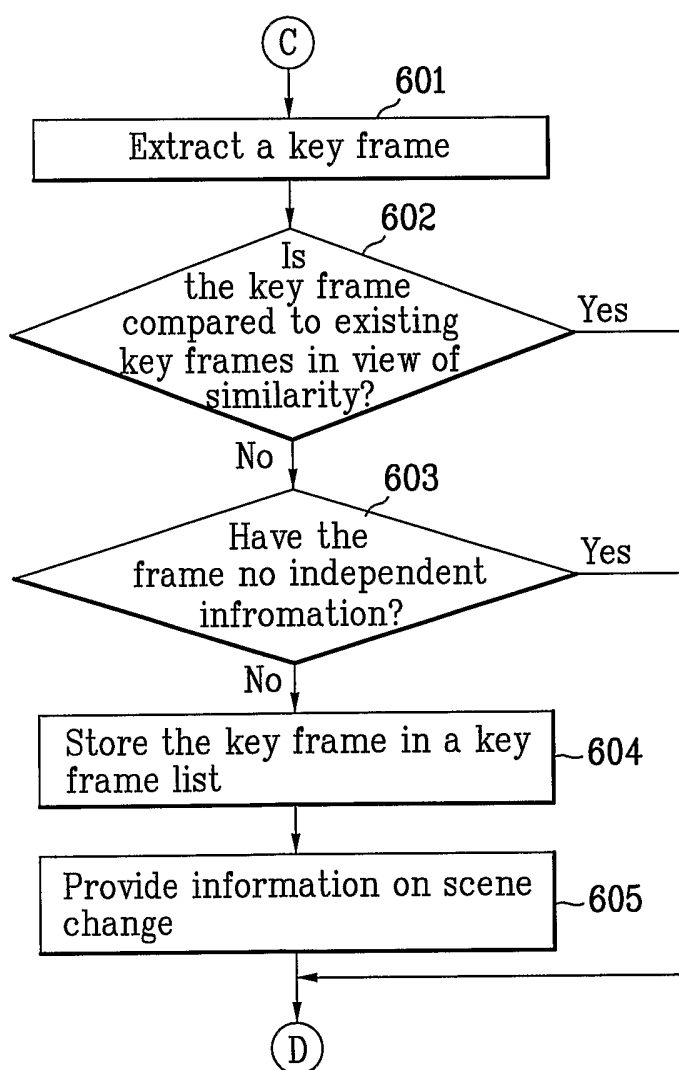 C
601
Extract a key frame
602
Is
the key frame
compared to existing
key frames in view of
similarity?
Yes
No
603
Have the
frame no independent
infromation?
Yes
No
Store the key frame in a key
frame list
604
Provide information on scene
change
605
D